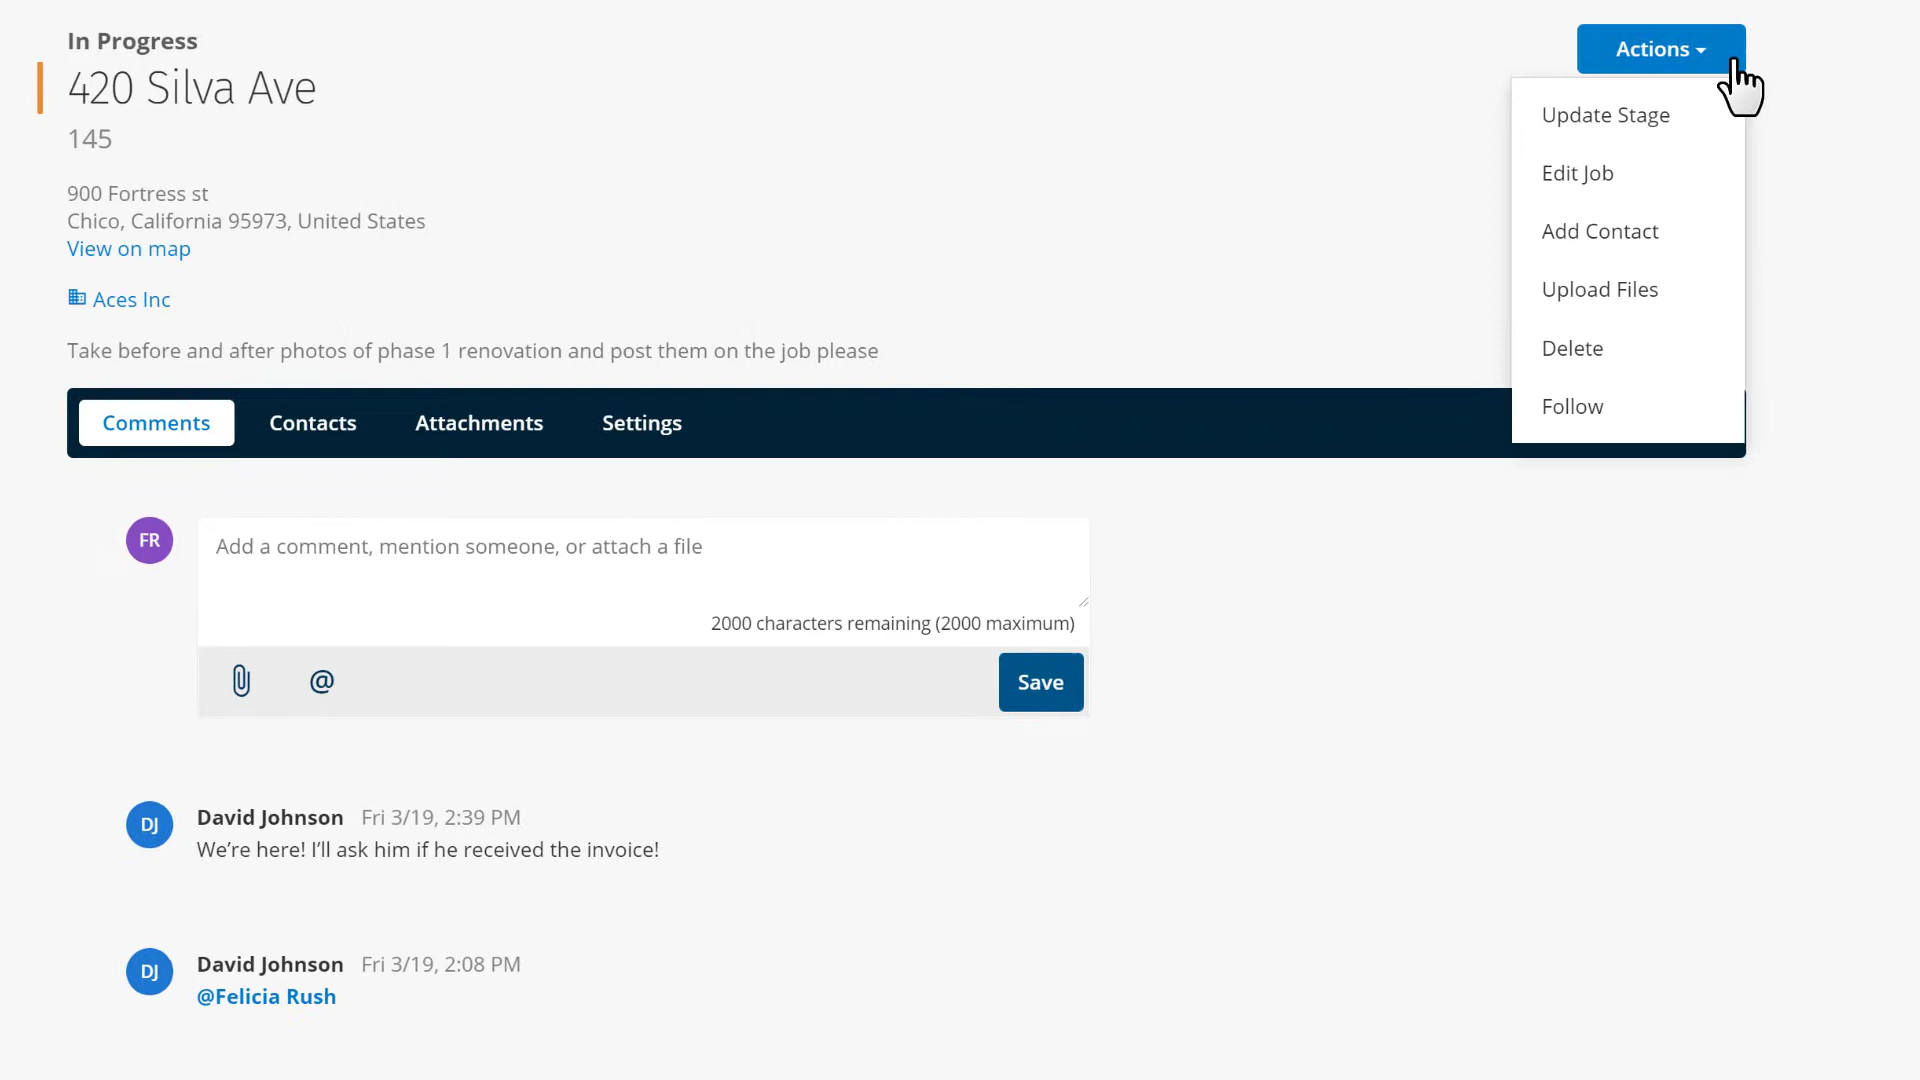 In Progress
420 Silva Ave
145
900 Fortress st
Chico, California 95973, United States
View on map
Aces Inc
Take before and after photos of phase 1 renovation and post them on the job please
Actions
Update Stage
Edit Job
Add Contact
Upload Files
Delete
Follow
Comments Contacts Attachments Settings
FR
Add a comment, mention someone, or attach a file
2000 characters remaining (2000 maximum)
@
Save
DJ
David Johnson Fri 3/19, 2:39 PM
We’re here! I’ll ask him if he received the invoice!
DJ
David Johnson Fri 3/19, 2:08 PM
@Felicia Rush